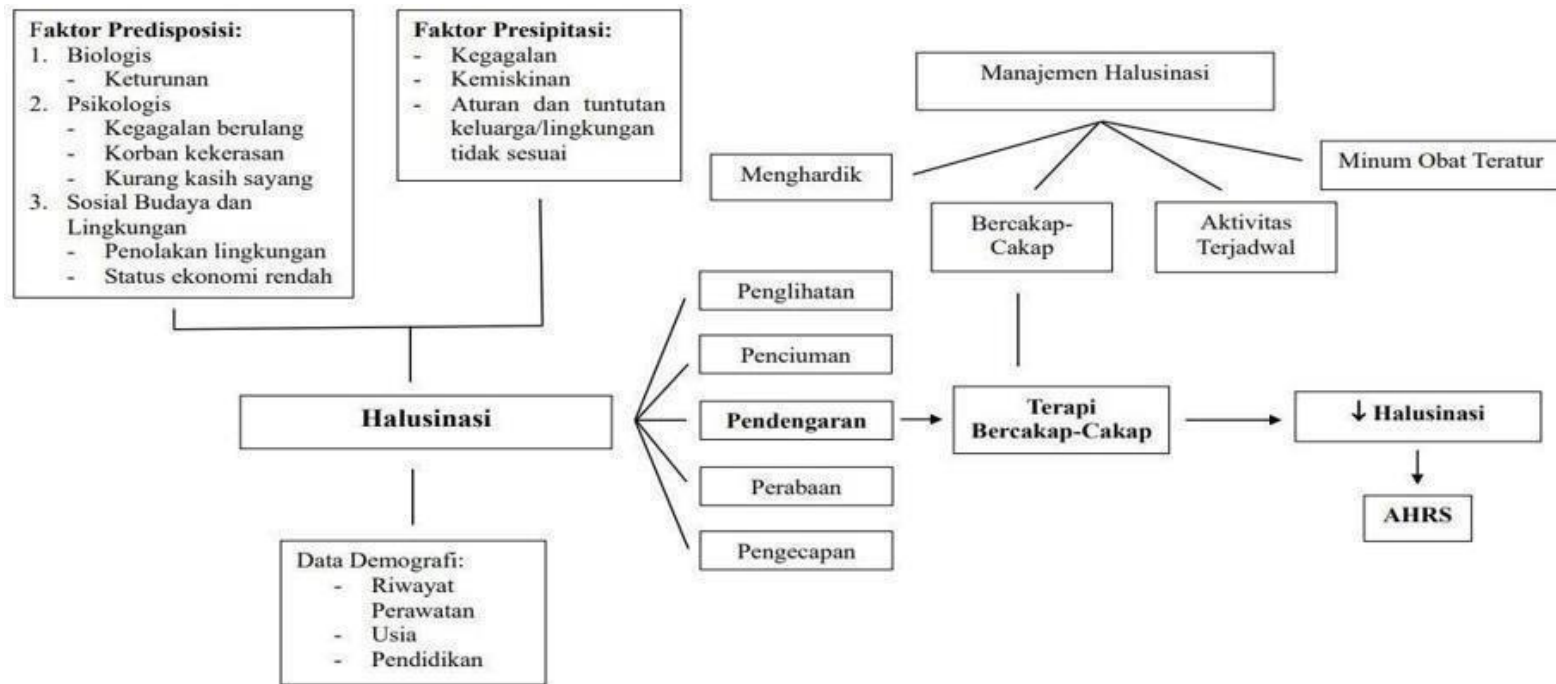 Faktor Predisposisi:
1. Biologis
- Keturunan
2. Psikologis
- Kegagalan berulang
- Korban kekerasan
- Kurang kasih sayang
3. Sosial Budaya dan
Lingkungan
- Penolakan lingkungan
- Status ekonomi rendah
Faktor Presipitasi:
- Kegagalan
- Kemiskinan
- Aturan dan tuntutan
keluarga/lingkungan
tidak sesuai
Manajemen Halusinasi
Menghardik
Bercakap-
Cakap
Aktivitas
Terjadwal
Minum Obat Teratur
Halusinasi
Penglihatan
Penciuman
Pendengaran
Perabaan
Pengecapan
Terapi
Bercakap-Cakap
↓ Halusinasi
AHRS
Data Demografi:
- Riwayat
Perawatan
- Usia
- Pendidikan